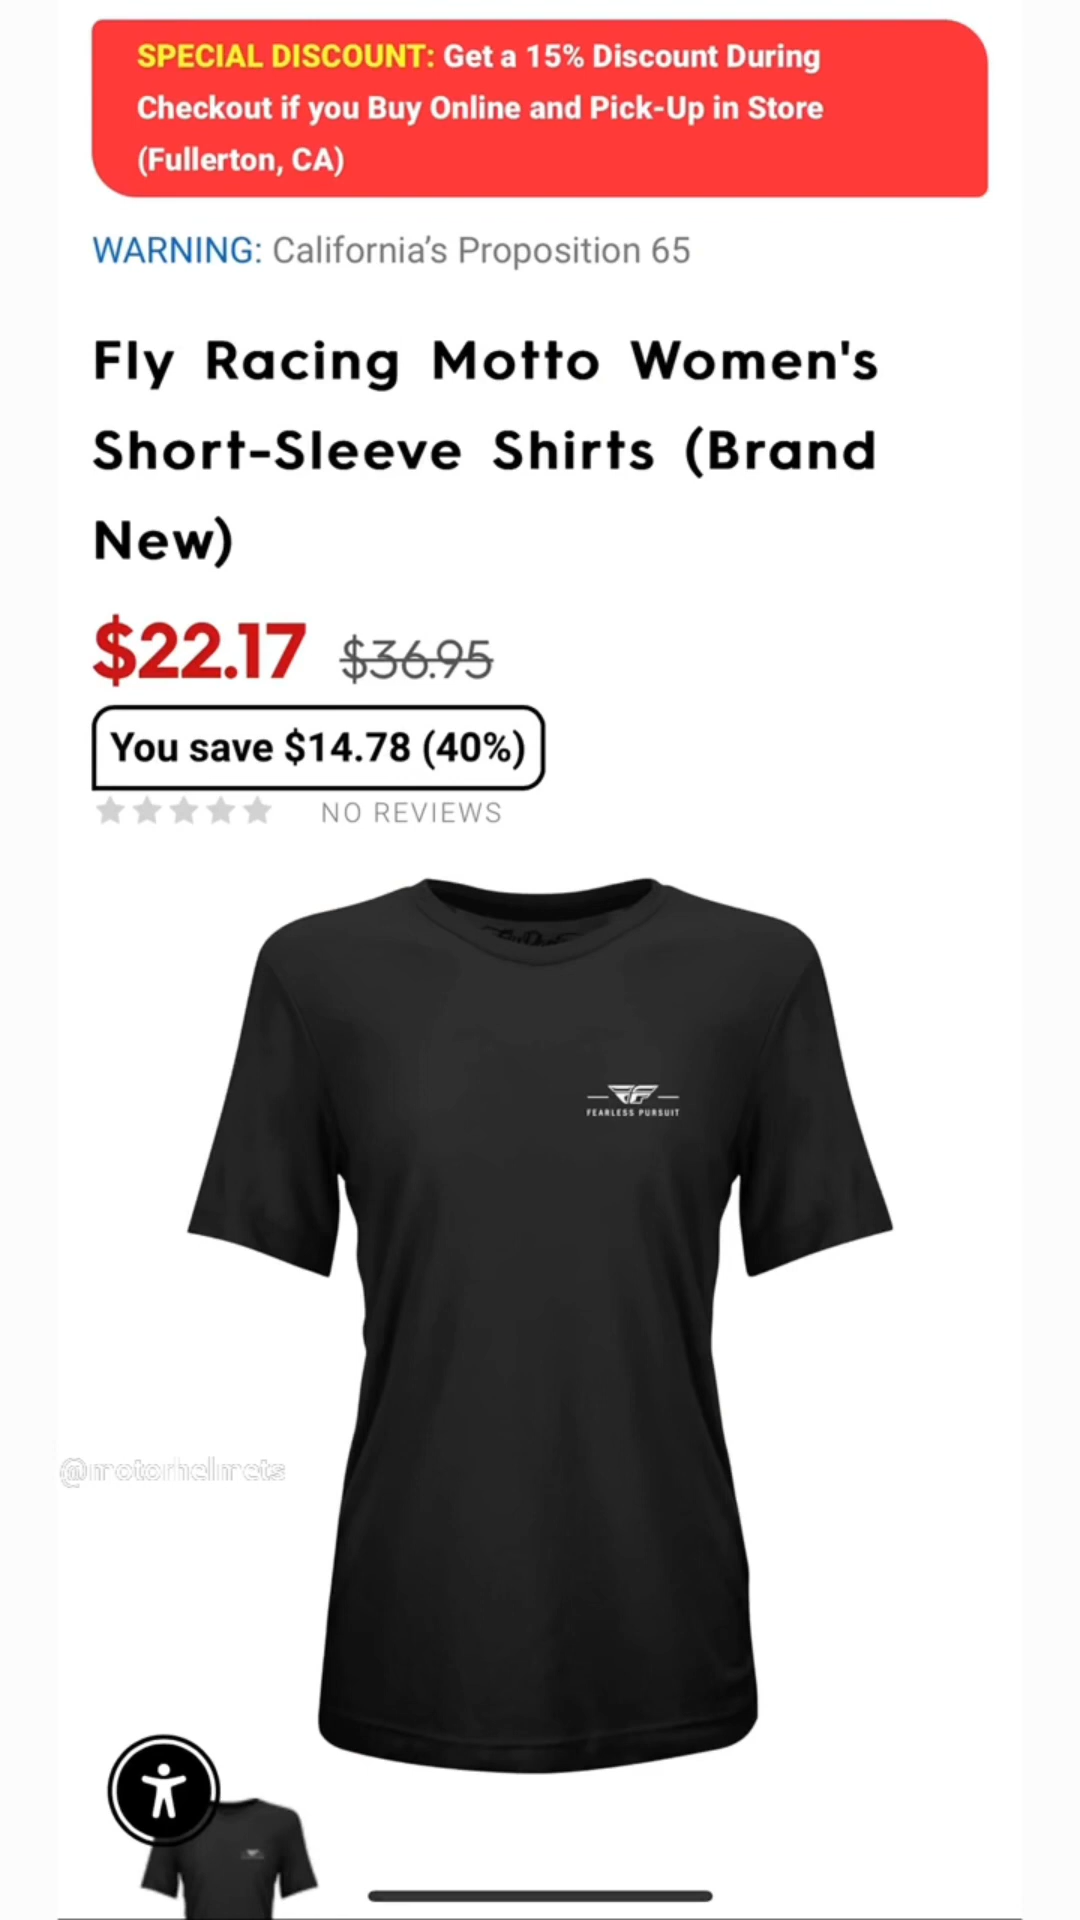 SPECIAL DISCOUNT: Get a 15% Discount During
Checkout if you Buy Online and Pick-Up in Store
(Fullerton, CA)
WARNING: California's Proposition 65
Fly Racing Motto Women's
Short-Sleeve Shirts (Brand
New)
$22.17 $36.95
You save $14.78 (40%)
NO REVIEWS
FEARLESS PURSUIT
@motorhelmets